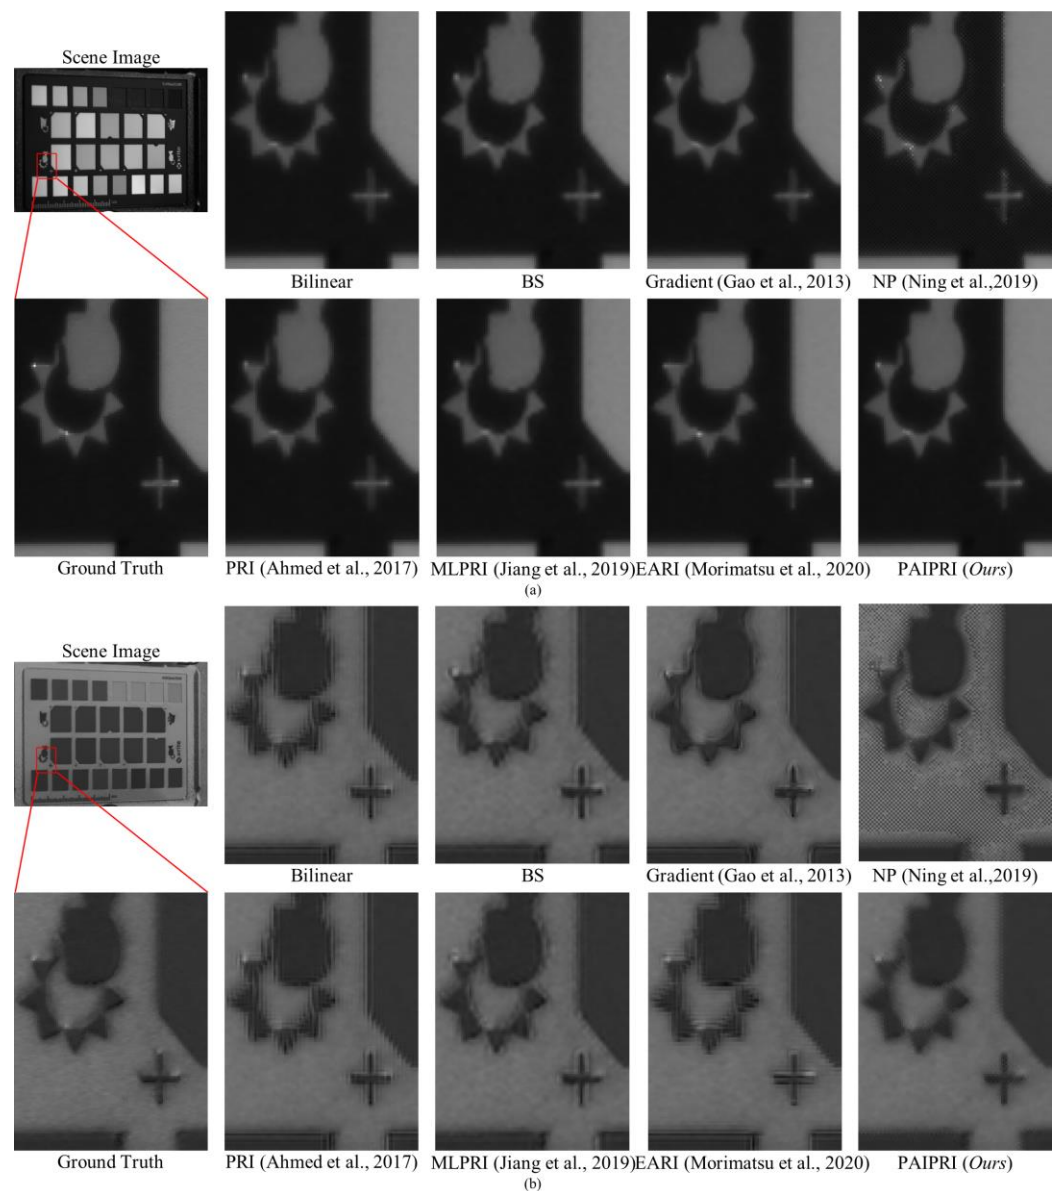 Scene Image
Bilinear
BS
Gradient (Gao et al., 2013)
NP (Ning et al.,2019)
Ground Truth
PRI (Ahmed et al., 2017)
MLPRI (Jiang et al., 2019)
EARI (Morimatsu et al., 2020)
PAIPRI (Ours)
(a)
Scene Image
Bilinear
BS
Gradient (Gao et al., 2013)
NP (Ning et al.,2019)
Ground Truth
PRI (Ahmed et al., 2017)
MLPRI (Jiang et al., 2019)
EARI (Morimatsu et al., 2020)
PAIPRI (Ours)
(b)